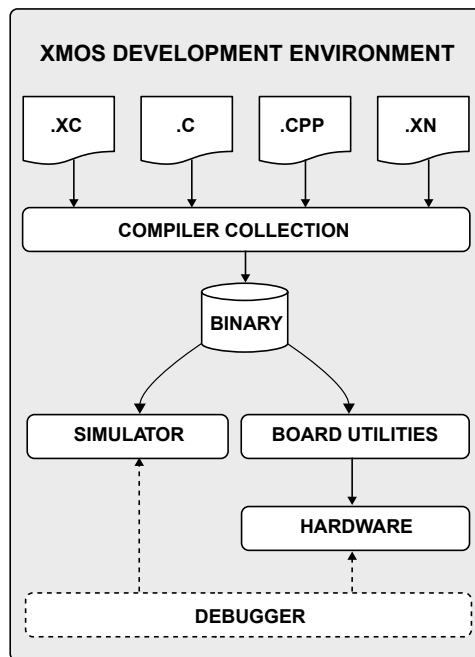 XMOS DEVELOPMENT ENVIRONMENT
.XC
.C
.CPP
.XN
COMPILER COLLECTION
BINARY
SIMULATOR
BOARD UTILITIES
HARDWARE
DEBUGGER